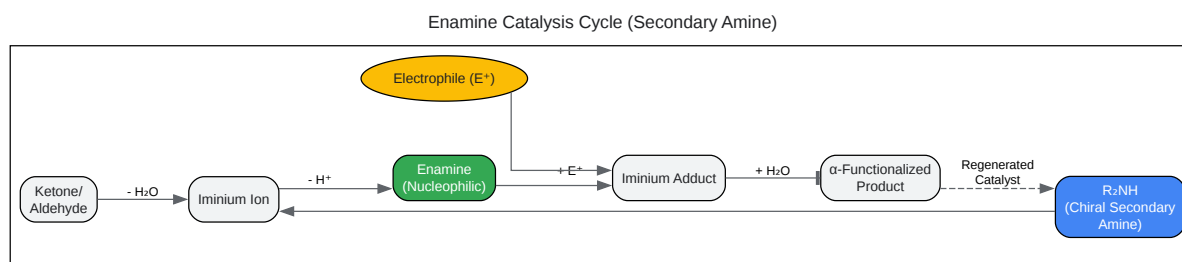 Enamine Catalysis Cycle (Secondary Amine)
Electrophile (E⁺)
Ketone/
Aldehyde
- H₂O
Iminium Ion
- H⁺
Enamine
(Nucleophilic)
+ E⁺
Iminium Adduct
+ H₂O
α-Functionalized
Product
Regenerated
Catalyst
R₂NH
(Chiral Secondary
Amine)